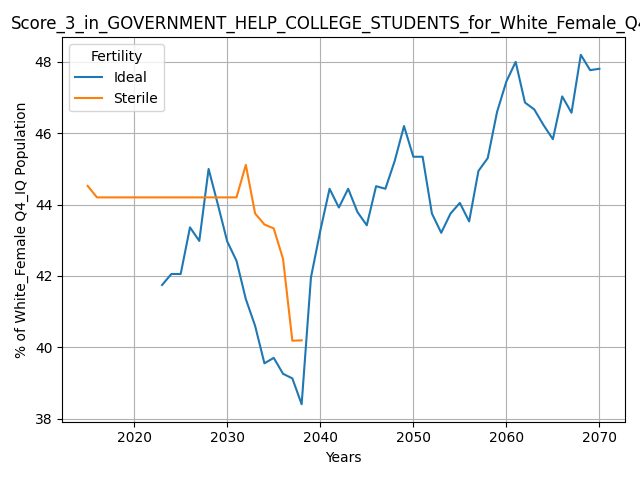 Score_3_in_GOVERNMENT_HELP_COLLEGE_STUDENTS_for_White_Female_Q4
Fertility
Ideal
Sterile
% of White_Female Q4_IQ Population
48
46
44
42
40
38
2020 2030 2040 2050 2060 2070
Years